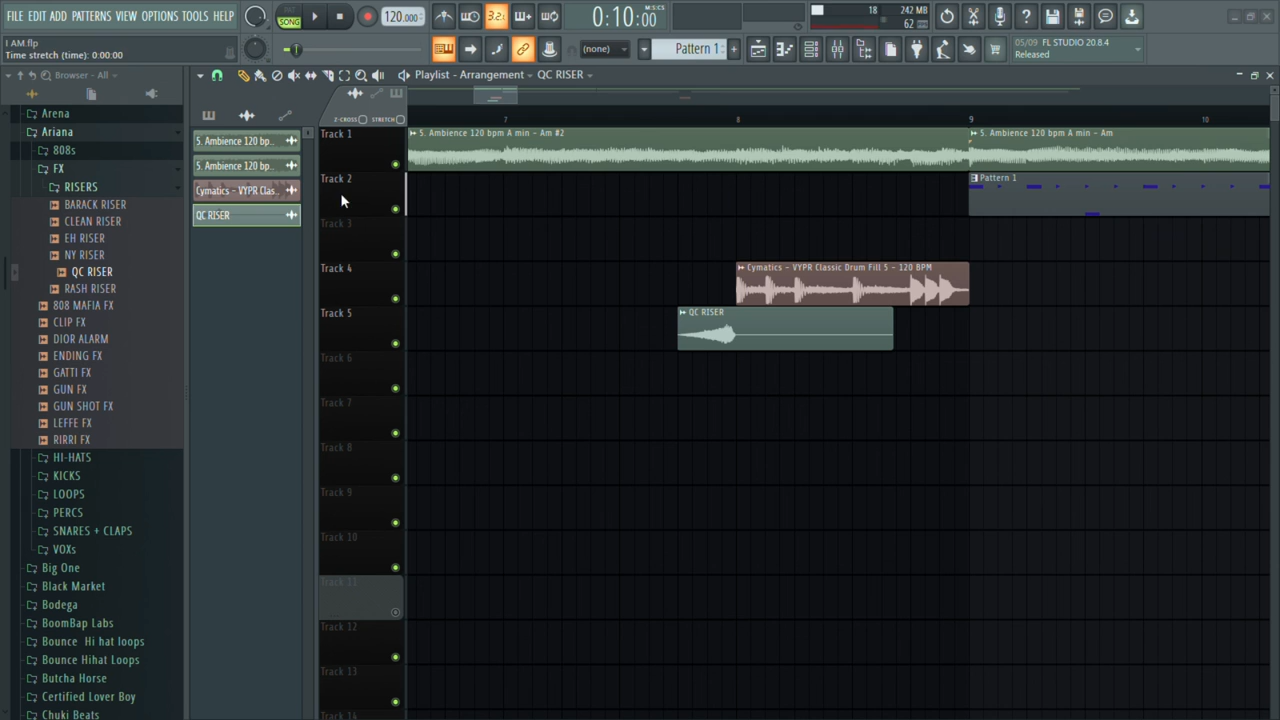 FILE EDIT ADD PATTERNS VIEW OPTIONS TOOLS HELP
PAT
SONG
120.000
3.2.
0:10:00
M:S:CS
18
242 MB
62
1 AM.flp
Time stretch (time): 0:00:00
(none)
Pattern 1
05/09 FL STUDIO 20.8.4
Released
Browser - All
Playlist - Arrangement
QC RISER
Z-CROSS
STRETCH
7
8
9
10
Arena
Ariana
808s
FX
RISERS
BARACK RISER
CLEAN RISER
EH RISER
NY RISER
QC RISER
RASH RISER
808 MAFIA FX
CLIP FX
DIOR ALARM
ENDING FX
GATTI FX
GUN FX
GUN SHOT FX
LEFFE FX
RIRRI FX
HI-HATS
KICKS
LOOPS
PERCS
SNARES + CLAPS
VOXs
Big One
Black Market
Bodega
BoomBap Labs
Bounce Hi hat loops
Bounce Hihat Loops
Butcha Horse
Certified Lover Boy
Chuki Beats
5. Ambience 120 bp..
5. Ambience 120 bp..
Cymatics - VYPR Clas..
QC RISER
Track 1
Track 2
Track 3
Track 4
Track 5
Track 6
Track 7
Track 8
Track 9
Track 10
Track 11
Track 12
Track 13
Track 14
5. Ambience 120 bpm A min - Am #2
5. Ambience 120 bpm A min - Am
Pattern 1
Cymatics - VYPR Classic Drum Fill 5 - 120 BPM
QC RISER